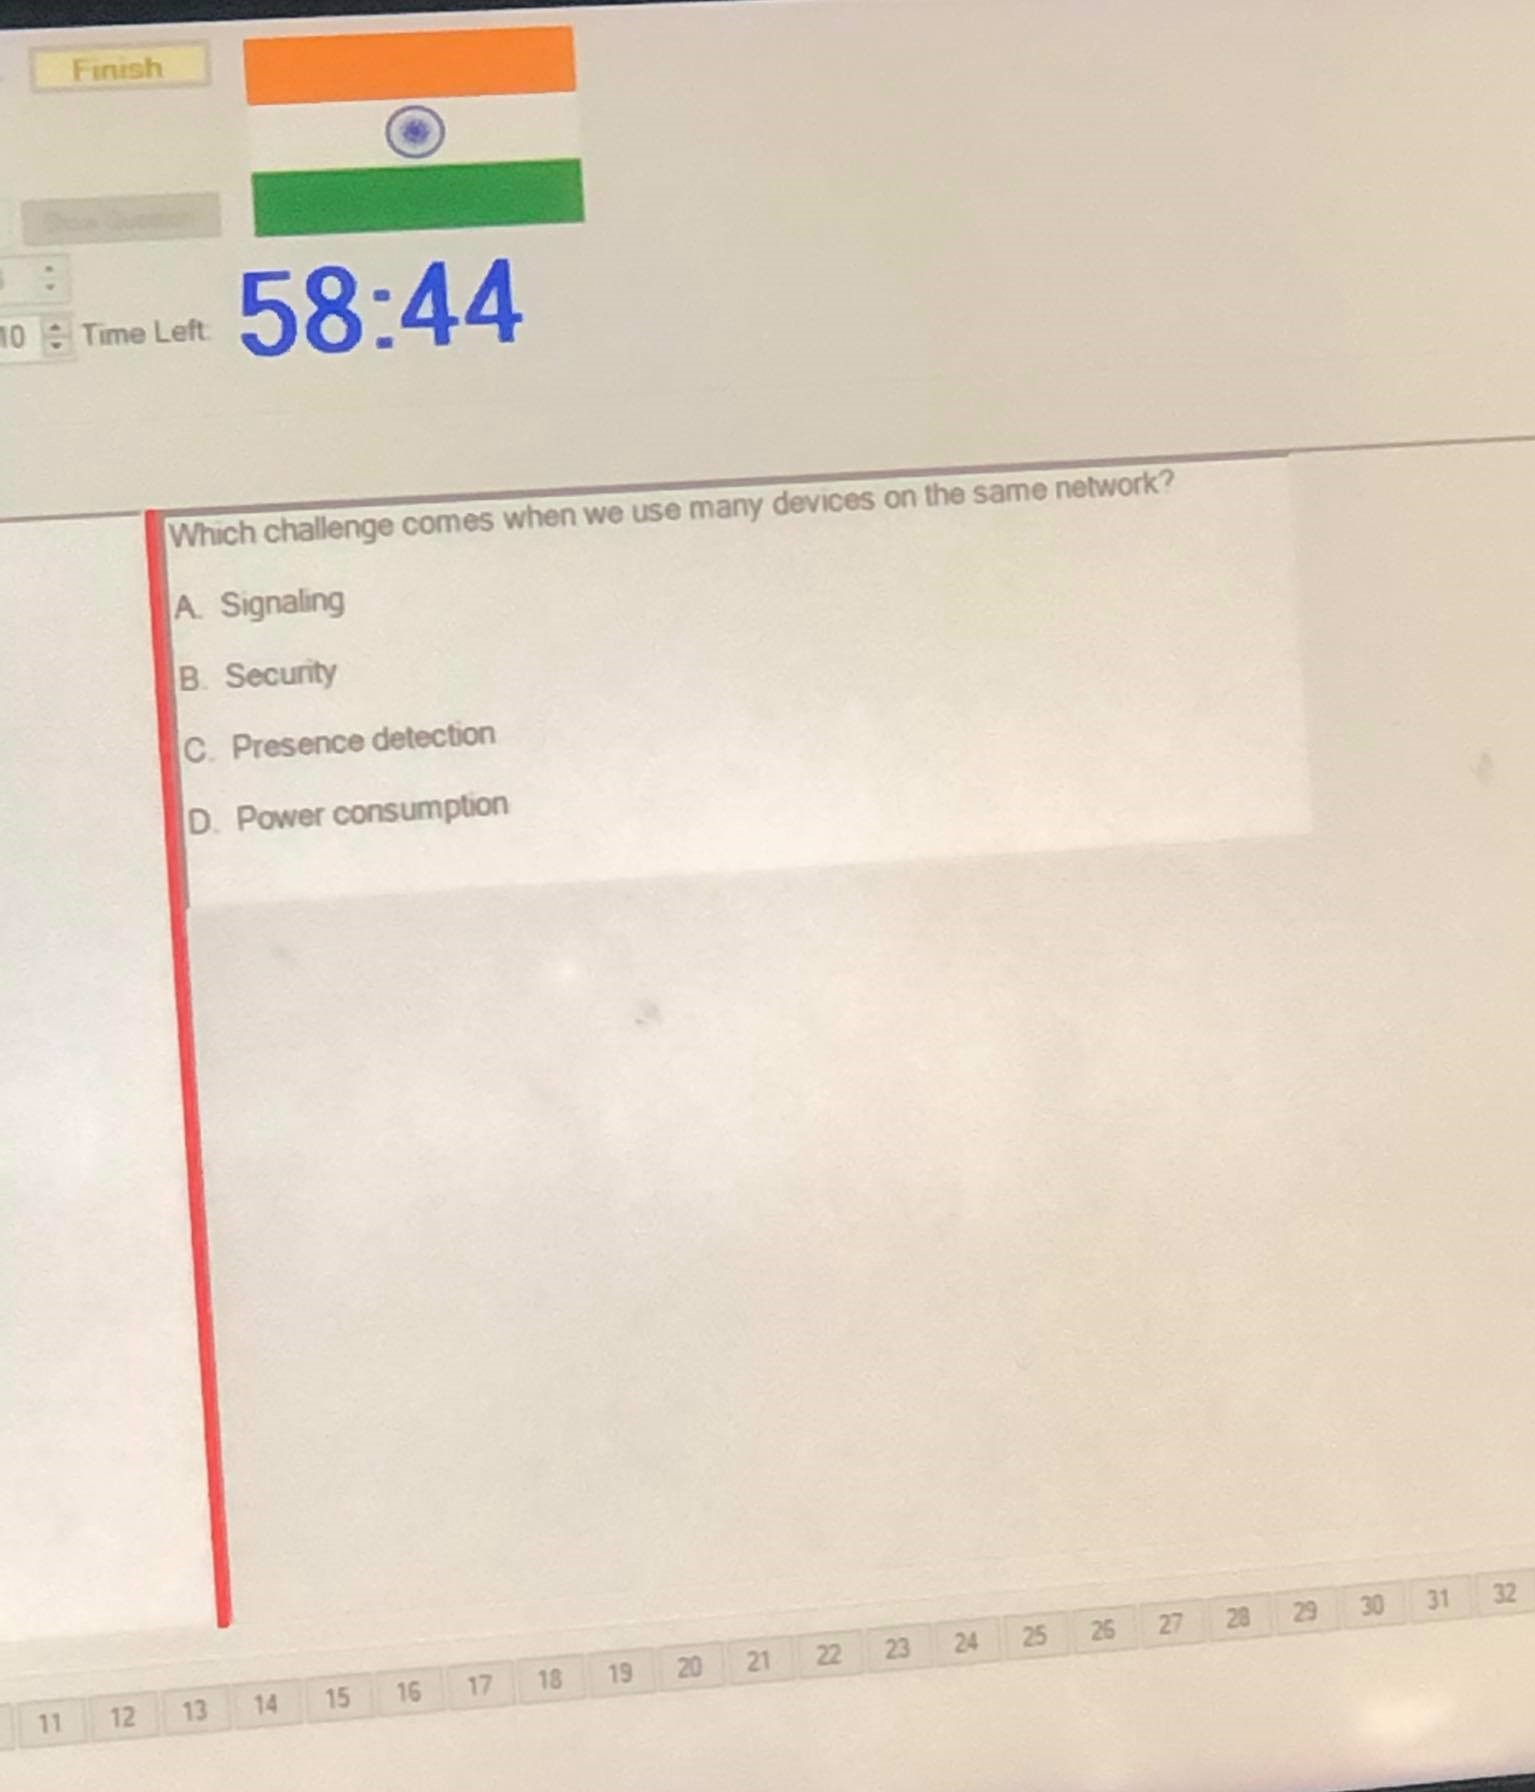 Finish
10 Time Left: 58:44
Which challenge comes when we use many devices on the same network?
A. Signaling
B. Security
C. Presence detection
D. Power consumption
11 12 13 14 15 16 17 18 19 20 21 22 23 24 25 26 27 28 29 30 31 32